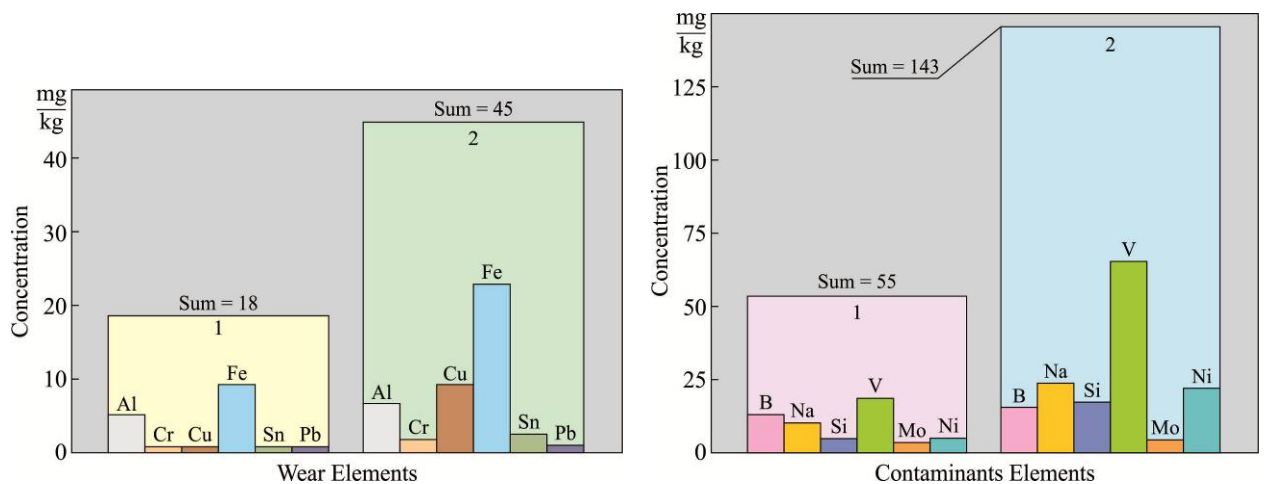 mg
kg
40
30
20
10
0
Concentration
Sum = 18
1
Al
Cr
Cu
Fe
Sn
Pb
Sum = 45
2
Al
Cr
Cu
Fe
Sn
Pb
Wear Elements
mg
kg
125
100
75
50
25
0
Concentration
Sum = 55
1
B
Na
Si
V
Mo
Ni
Sum = 143
2
B
Na
Si
V
Mo
Ni
Contaminants Elements